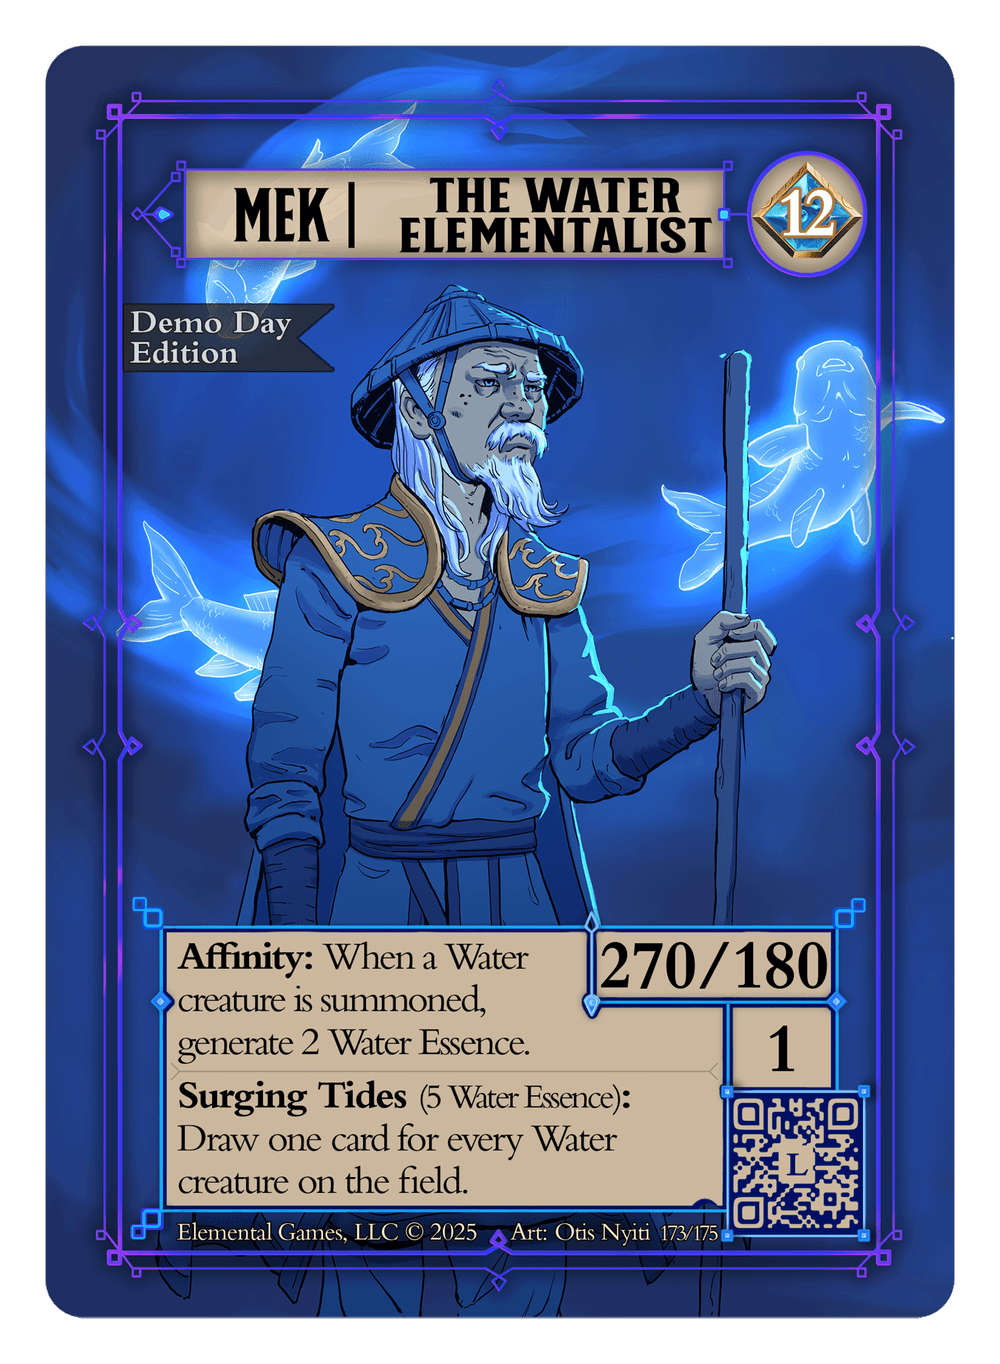 MEK |
THE WATER
ELEMENTALIST
12
Demo Day
Edition
Affinity: When a Water
creature is summoned,
generate 2 Water Essence.
270/180
1
Surging Tides (5 Water Essence):
Draw one card for every Water
creature on the field.
L
Elemental Games, LLC © 2025
Art: Otis Nyiti
173/175